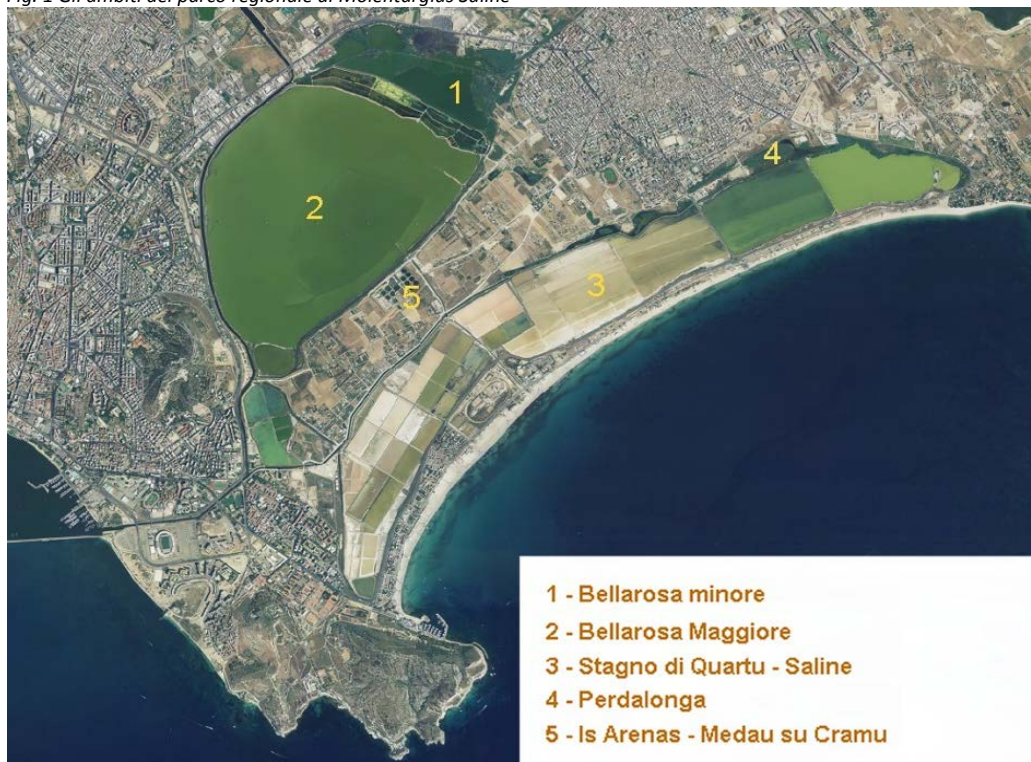 Fig. 1 Gli ambiti del parco regionale di Molentargius Saline
1
4
2
3
5
1 - Bellarosa minore
2 - Bellarosa Maggiore
3 - Stagno di Quartu - Saline
4 - Perdalonga
5 - Is Arenas - Medau su Cramu